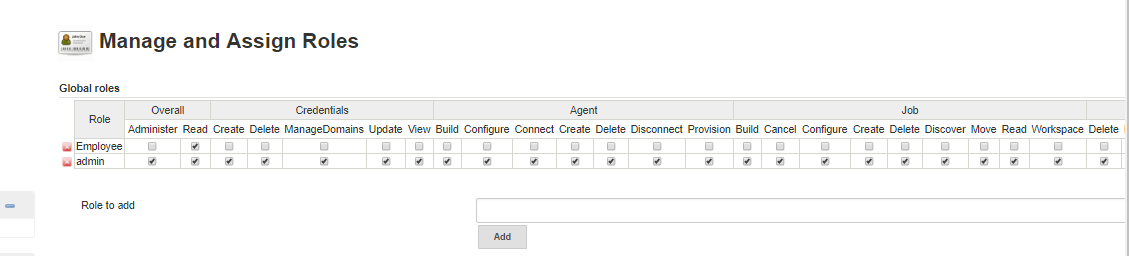 Manage and Assign Roles
Global roles
Role Overall Credentials Agent Job
Administer Read Create Delete ManageDomains Update View Build Configure Connect Create Delete Disconnect Provision Build Cancel Configure Create Delete Discover Move Read Workspace Delete
Employee
admin
Role to add
Add